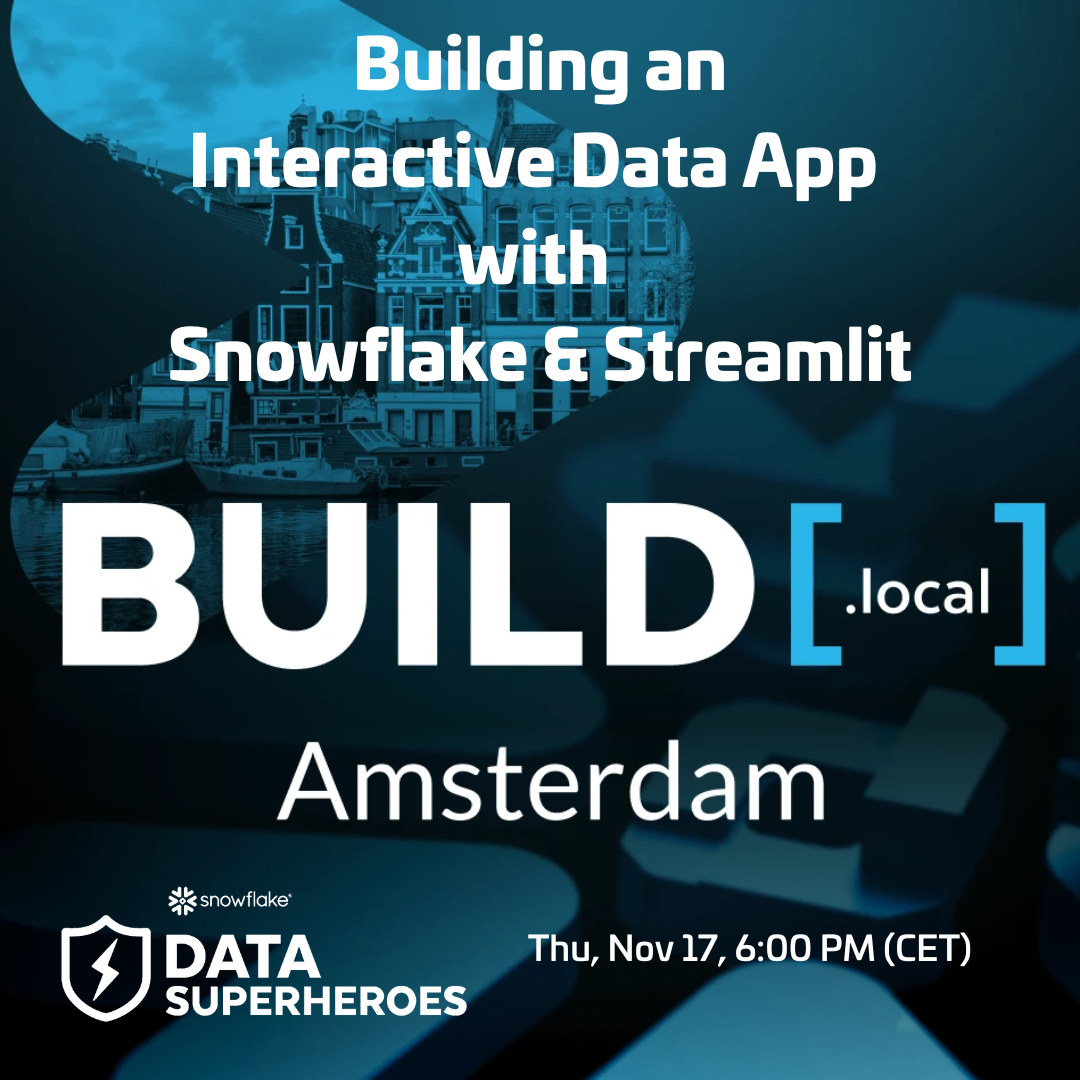 Building an
Interactive Data App
with
Snowflake & Streamlit
BUILD [.local]
Amsterdam
snowflake®
DATA
SUPERHEROES
Thu, Nov 17, 6:00 PM (CET)